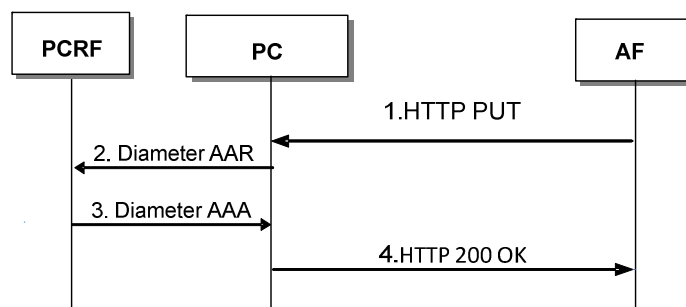 PCRF
PC
AF
1.HTTP PUT
2. Diameter AAR
3. Diameter AAA
4.HTTP 200 OK